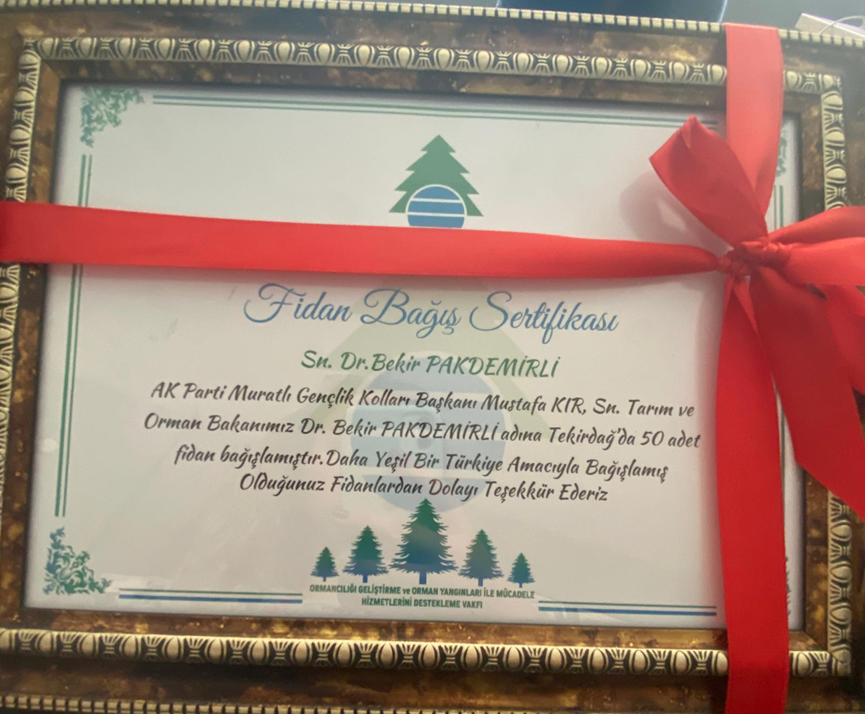 Fidan Bağış Sertifikası
Sn. Dr.Bekir PAKDEMİRLİ
AK Parti Muratlı Gençlik Kolları Başkanı Mustafa KIR, Sn. Tarım ve
Orman Bakanımız Dr. Bekir PAKDEMİRLİ adına Tekirdağ'da 50 adet
fidan bağışlamıştır.Daha Yeşil Bir Türkiye Amacıyla Bağışlamış
Olduğunuz Fidanlardan Dolayı Teşekkür Ederiz
ORMANCILIĞI GELİŞTİRME ve ORMAN YANGINLARI İLE MÜCADELE
HİZMETLERİNİ DESTEKLEME VAKFI